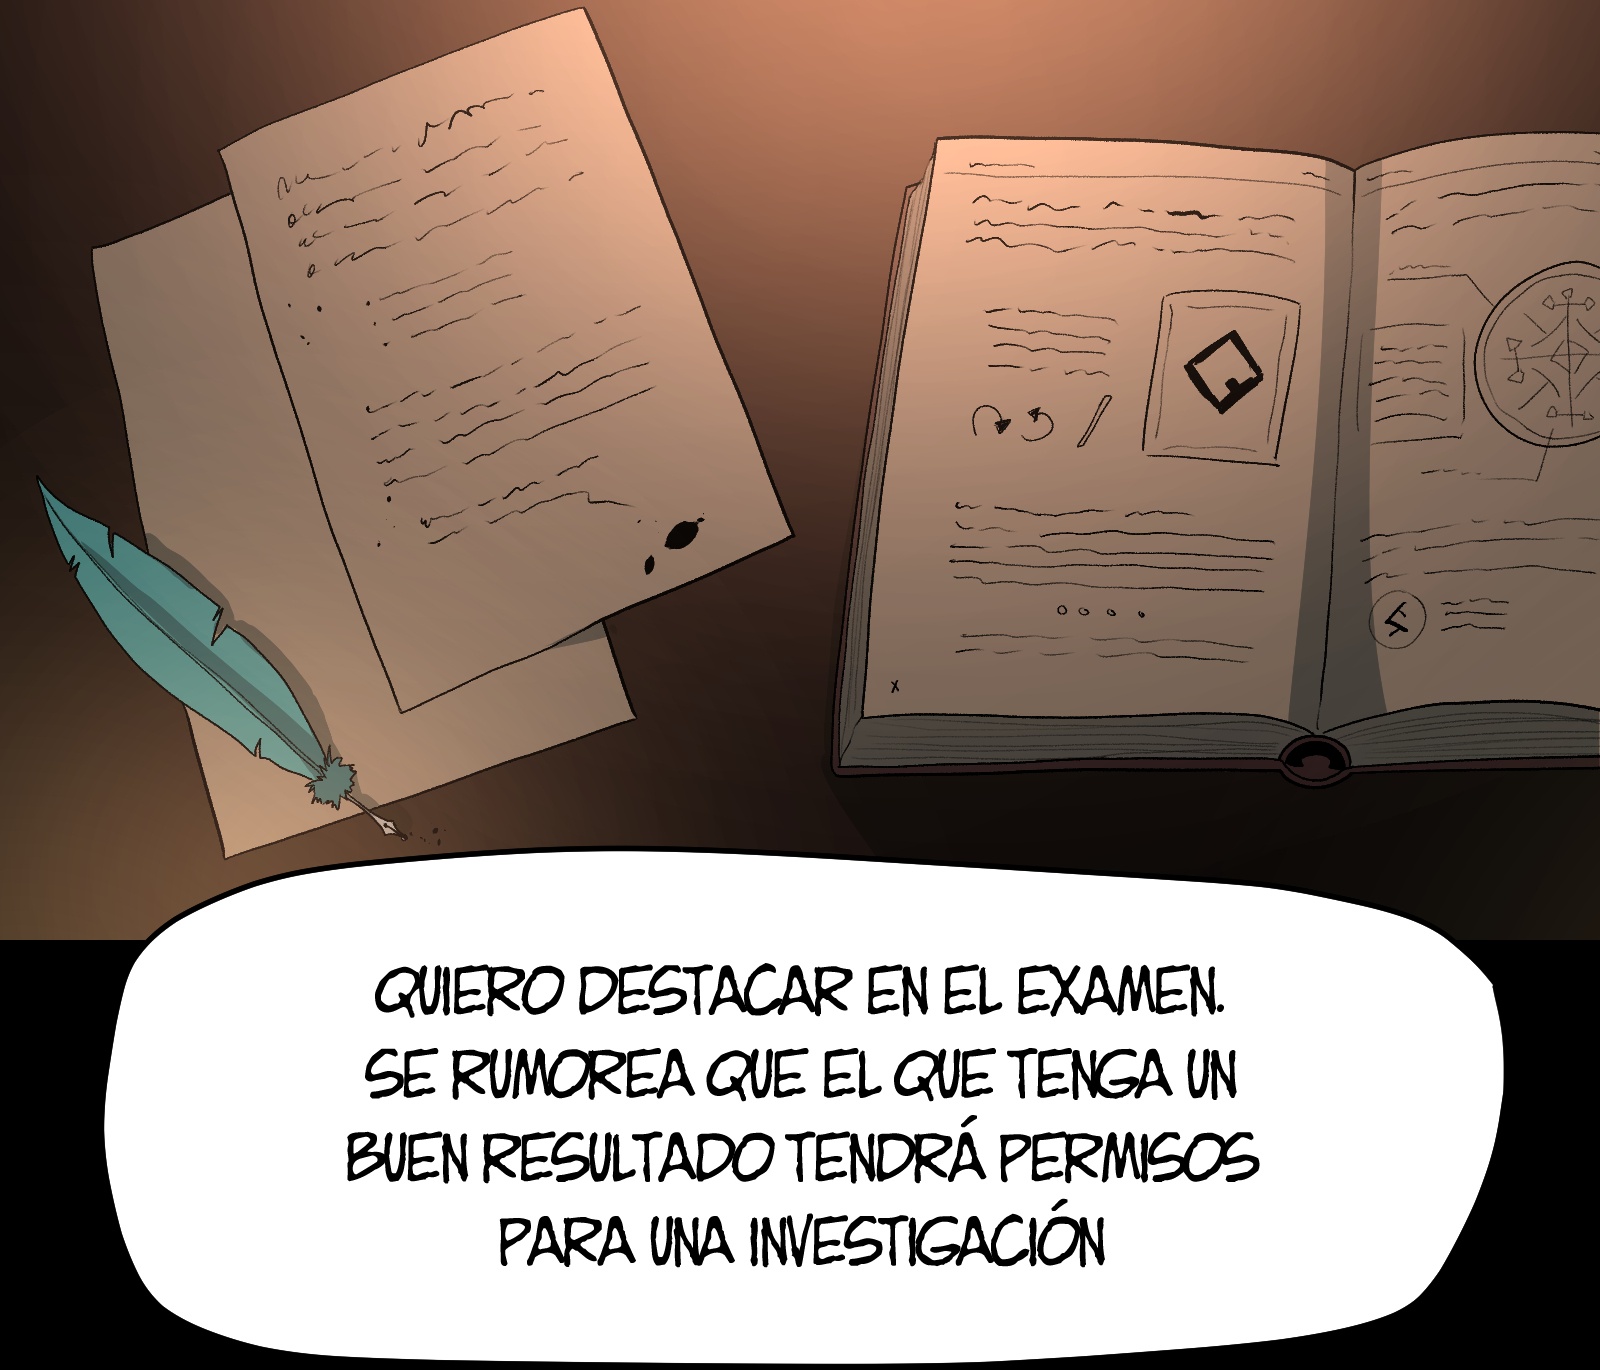 QUIERO DESTACAR EN EL EXAMEN.
SE RUMOREA QUE EL QUE TENGA UN
BUEN RESULTADO TENDRÁ PERMISOS
PARA UNA INVESTIGACIÓN